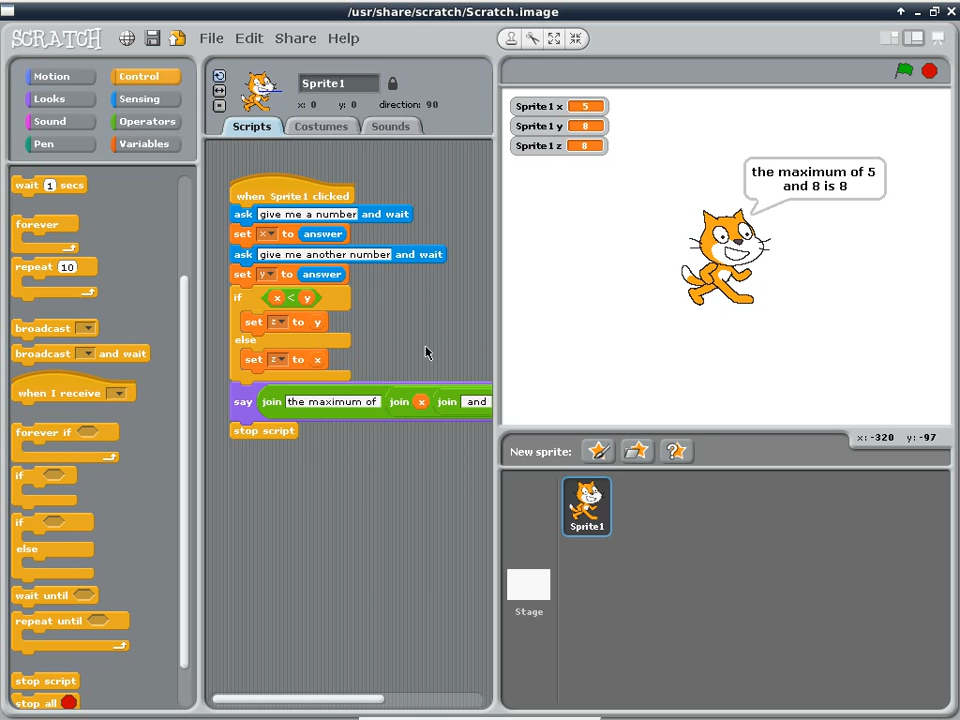 /usr/share/scratch/Scratch.image
SCRATCH
File Edit Share Help
Motion Control
Looks Sensing
Sound Operators
Pen Variables
wait 1 secs
forever
repeat 10
broadcast
broadcast and wait
when I receive
forever if
if
if
else
wait until
repeat until
stop script
stop all
Sprite1
x: 0 y: 0 direction: 90
Scripts Costumes Sounds
when Sprite1 clicked
ask give me a number and wait
set x to answer
ask give me another number and wait
set y to answer
if x < y
set z to y
else
set z to x
say join the maximum of join x join and
stop script
Sprite1 x 5
Sprite1 y 8
Sprite1 z 8
the maximum of 5
and 8 is 8
x: -320 y: -97
New sprite:
Sprite1
Stage